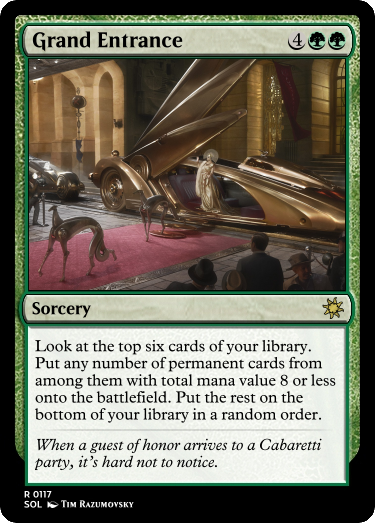 Grand Entrance 4
Sorcery
Look at the top six cards of your library.
Put any number of permanent cards from
among them with total mana value 8 or less
onto the battlefield. Put the rest on the
bottom of your library in a random order.
When a guest of honor arrives to a Cabaretti
party, it's hard not to notice.
R 0117
SOL Tim Razumovsky